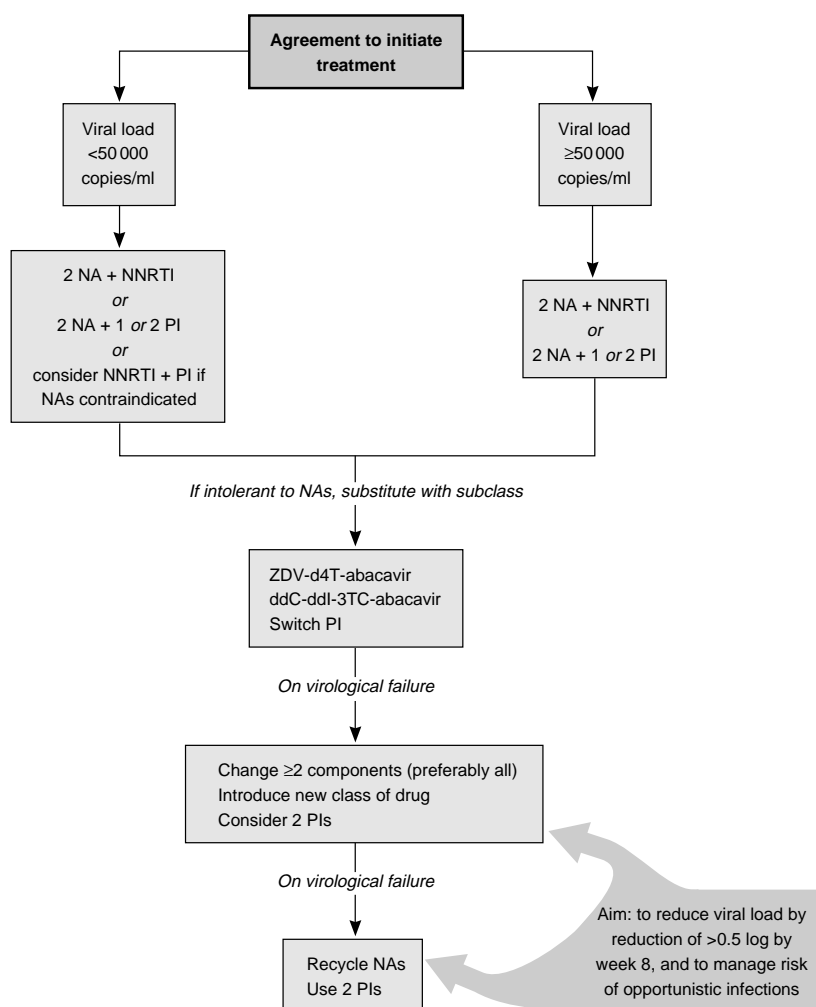 Agreement to initiate
treatment
Viral load
<50 000
copies/ml
Viral load
≥50 000
copies/ml
2 NA + NNRTI
or
2 NA + 1 or 2 PI
or
consider NNRTI + PI if
NAs contraindicated
2 NA + NNRTI
or
2 NA + 1 or 2 PI
If intolerant to NAs, substitute with subclass
ZDV-d4T-abacavir
ddC-ddI-3TC-abacavir
Switch PI
On virological failure
Change ≥2 components (preferably all)
Introduce new class of drug
Consider 2 PIs
On virological failure
Recycle NAs
Use 2 PIs
Aim: to reduce viral load by
reduction of >0.5 log by
week 8, and to manage risk
of opportunistic infections